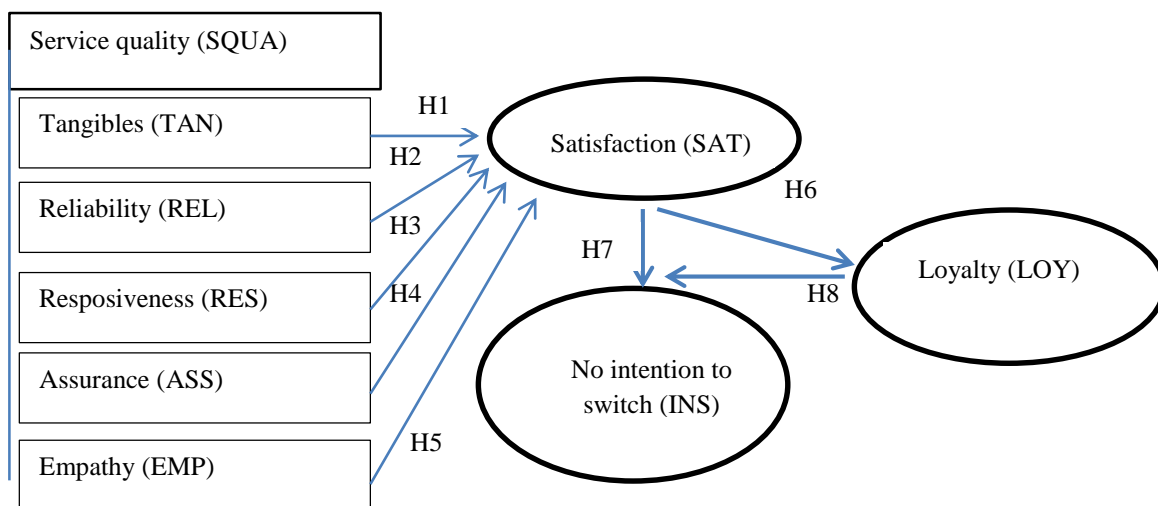 Service quality (SQUA)
Tangibles (TAN)
Reliability (REL)
Resposiveness (RES)
Assurance (ASS)
Empathy (EMP)
H1
H2
H3
H4
H5
Satisfaction (SAT)
H6
H7
H8
Loyalty (LOY)
No intention to
switch (INS)